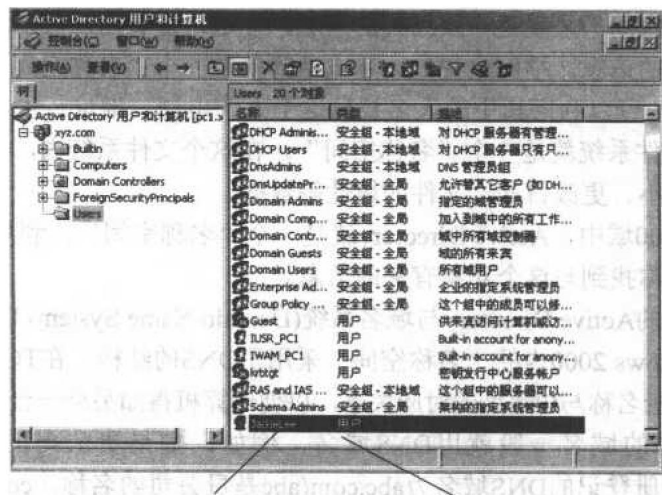 Active Directory 用户和计算机
控制台(C) 窗口(W) 帮助(H)
操作(A) 查看(V)
树
Users 20 个对象
Active Directory 用户和计算机 [pc1.x
xyz.com
Builtin
Computers
Domain Controllers
ForeignSecurityPrincipals
Users
名称 类型 描述
DHCP Adminis... 安全组 - 本地域 对 DHCP 服务器有管理...
DHCP Users 安全组 - 本地域 对 DHCP 服务器只有只...
DnsAdmins 安全组 - 本地域 DNS 管理员组
DnsUpdatePr... 安全组 - 全局 允许替其它客户 (如 DH...
Domain Admins 安全组 - 全局 指定的域管理员
Domain Comp... 安全组 - 全局 加入到域中的所有工作...
Domain Contr... 安全组 - 全局 域中所有域控制器
Domain Guests 安全组 - 全局 域的所有来宾
Domain Users 安全组 - 全局 所有域用户
Enterprise Ad... 安全组 - 全局 企业的指定系统管理员
Group Policy ... 安全组 - 全局 这个组中的成员可以修...
Guest 用户 供来宾访问计算机或访...
IUSR_PC1 用户 Built-in account for anony...
IWAM_PC1 用户 Built-in account for anony...
krbtgt 用户 密钥发行中心服务帐户
RAS and IAS ... 安全组 - 本地域 这个组中的服务器可以...
Schema Admins 安全组 - 全局 架构的指定系统管理员
用户